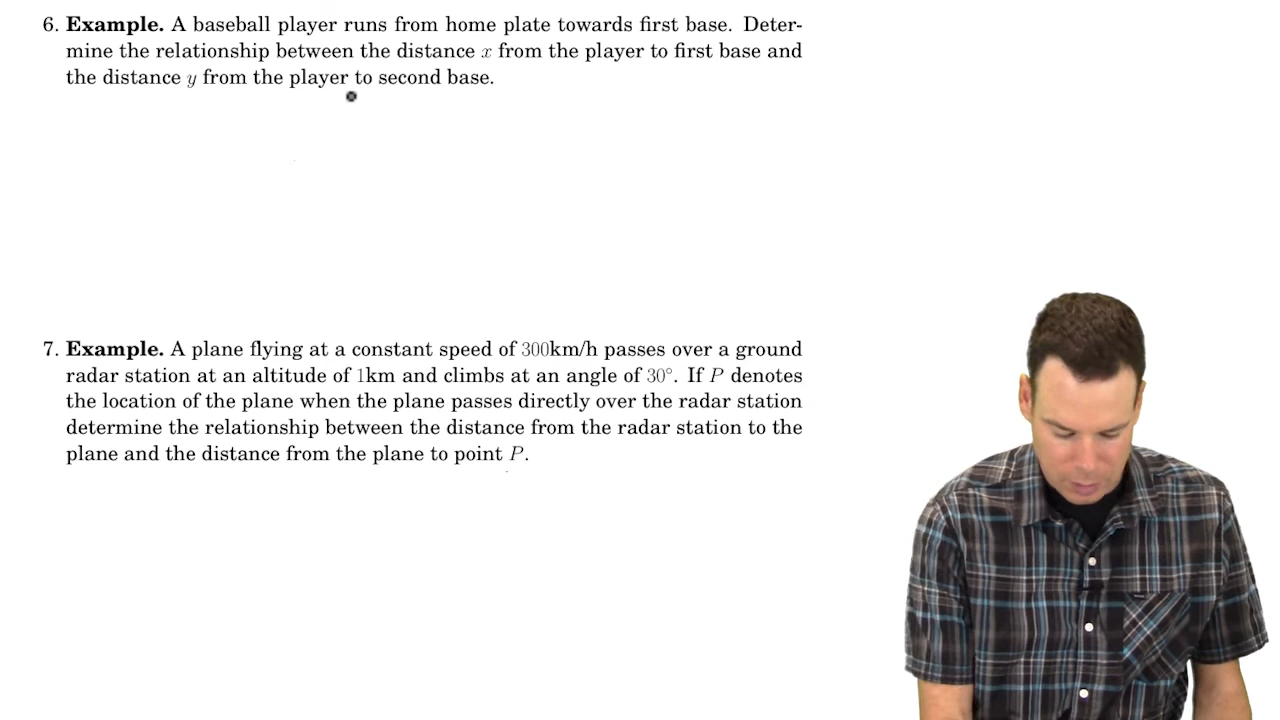 6. Example. A baseball player runs from home plate towards first base. Deter-
mine the relationship between the distance x from the player to first base and
the distance y from the player to second base.
7. Example. A plane flying at a constant speed of 300km/h passes over a ground
radar station at an altitude of 1km and climbs at an angle of 30°. If P denotes
the location of the plane when the plane passes directly over the radar station
determine the relationship between the distance from the radar station to the
plane and the distance from the plane to point P.